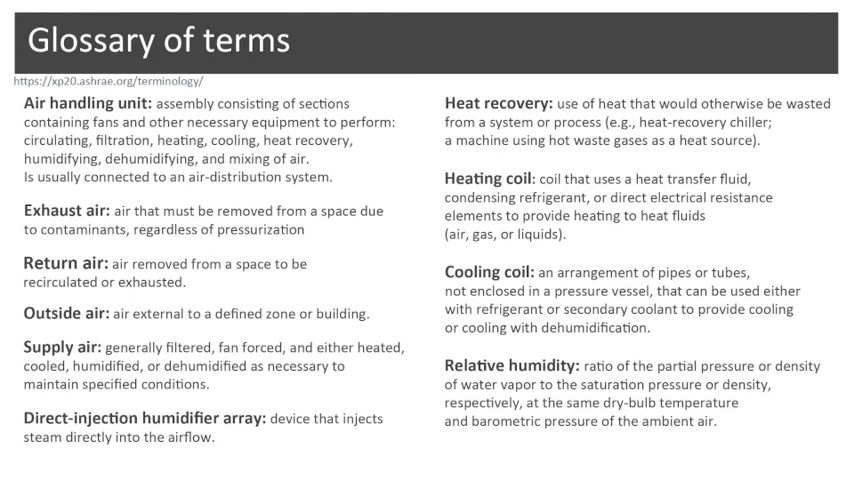 Glossary of terms
https://xp20.ashrae.org/terminology/
Air handling unit: assembly consisting of sections
containing fans and other necessary equipment to perform:
circulating, filtration, heating, cooling, heat recovery,
humidifying, dehumidifying, and mixing of air.
Is usually connected to an air-distribution system.
Exhaust air: air that must be removed from a space due
to contaminants, regardless of pressurization
Return air: air removed from a space to be
recirculated or exhausted.
Outside air: air external to a defined zone or building.
Supply air: generally filtered, fan forced, and either heated,
cooled, humidified, or dehumidified as necessary to
maintain specified conditions.
Direct-injection humidifier array: device that injects
steam directly into the airflow.
Heat recovery: use of heat that would otherwise be wasted
from a system or process (e.g., heat-recovery chiller;
a machine using hot waste gases as a heat source).
Heating coil: coil that uses a heat transfer fluid,
condensing refrigerant, or direct electrical resistance
elements to provide heating to heat fluids
(air, gas, or liquids).
Cooling coil: an arrangement of pipes or tubes,
not enclosed in a pressure vessel, that can be used either
with refrigerant or secondary coolant to provide cooling
or cooling with dehumidification.
Relative humidity: ratio of the partial pressure or density
of water vapor to the saturation pressure or density,
respectively, at the same dry-bulb temperature
and barometric pressure of the ambient air.